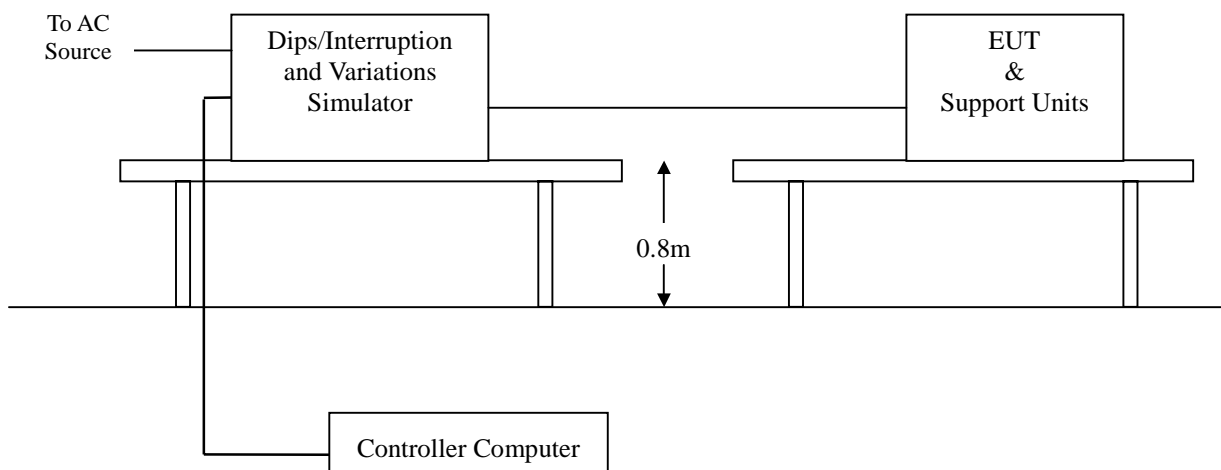 To AC
Source
Dips/Interruption
and Variations
Simulator
EUT
&
Support Units
0.8m
Controller Computer